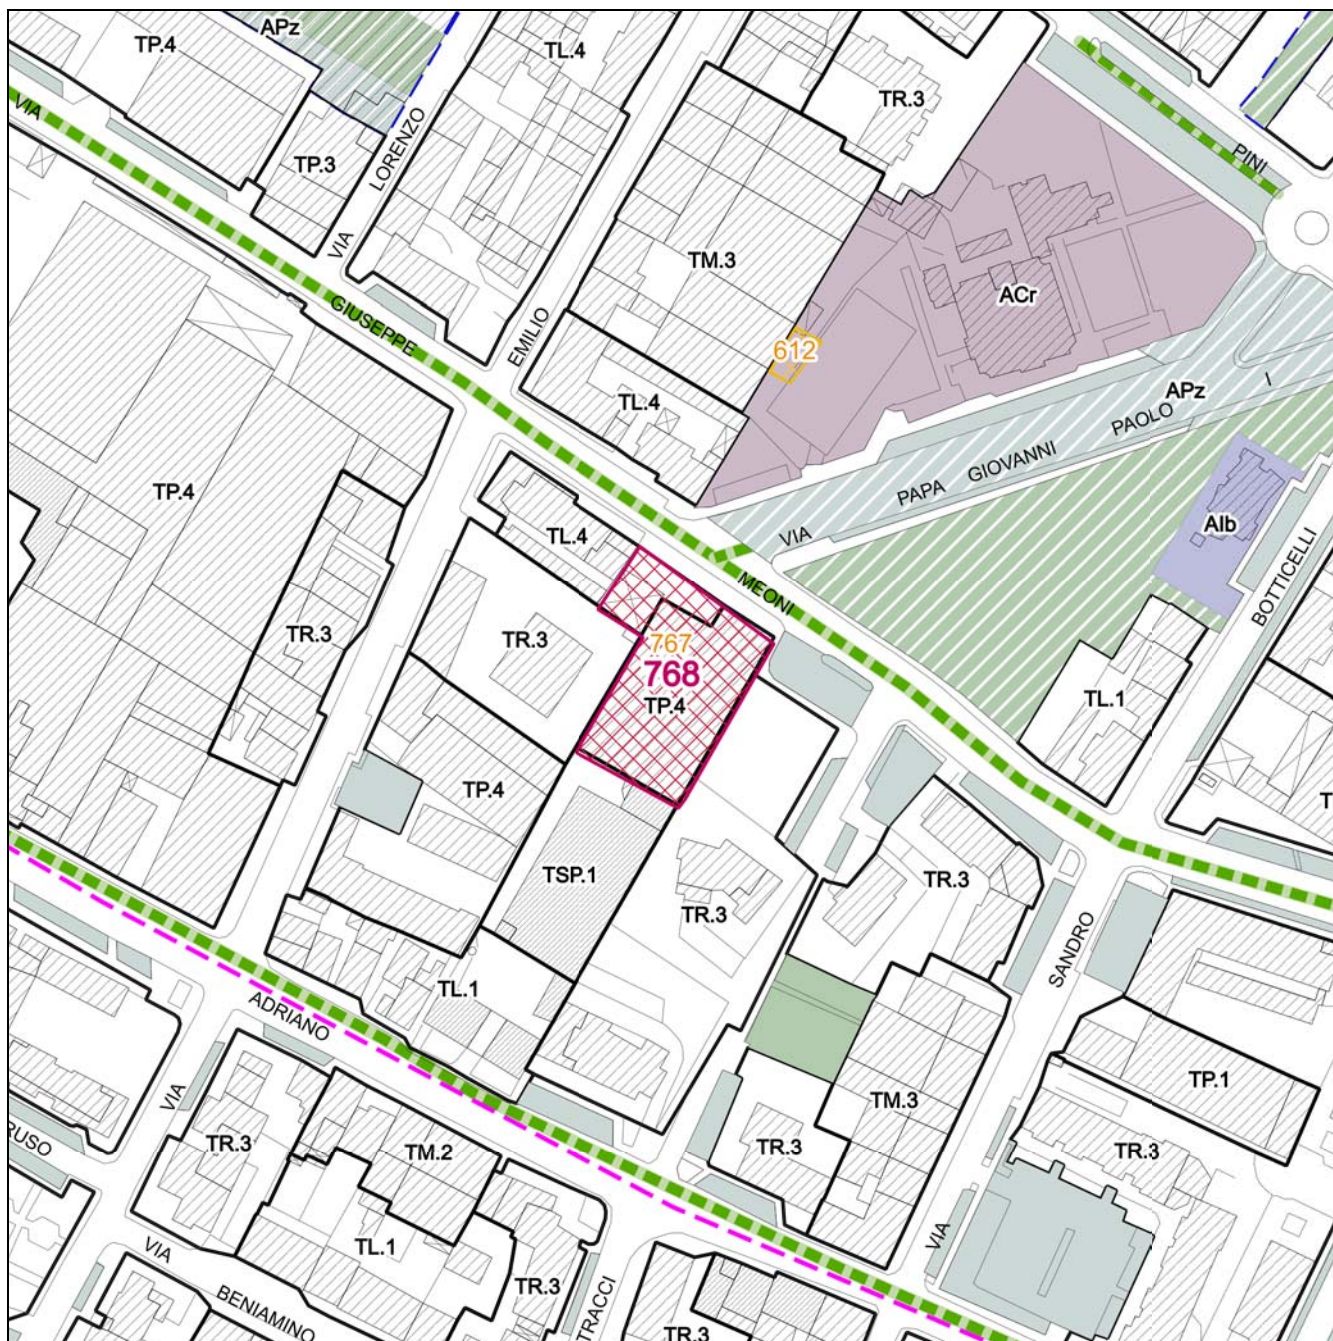 TP.4
APz
TL.4
TR.3
VIA
TP.3
LORENZO
PINI
VIA
TM.3
ACr
GIUSEPPE
EMILIO
612
TL.4
APz
I
PAOLO
GIOVANNI
PAPA
VIA
TP.4
TL.4
AIb
MEONI
BOTTICELLI
TR.3
TR.3
767
768
TP.4
TL.1
TP.4
T
TSP.1
TR.3
TR.3
SANDRO
TL.1
ADRIANO
VIA
TM.3
TP.1
RUSO
TR.3
TM.2
TR.3
TR.3
VIA
TL.1
VIA
TR.3
BENIAMINO
TRACCI
TR.3